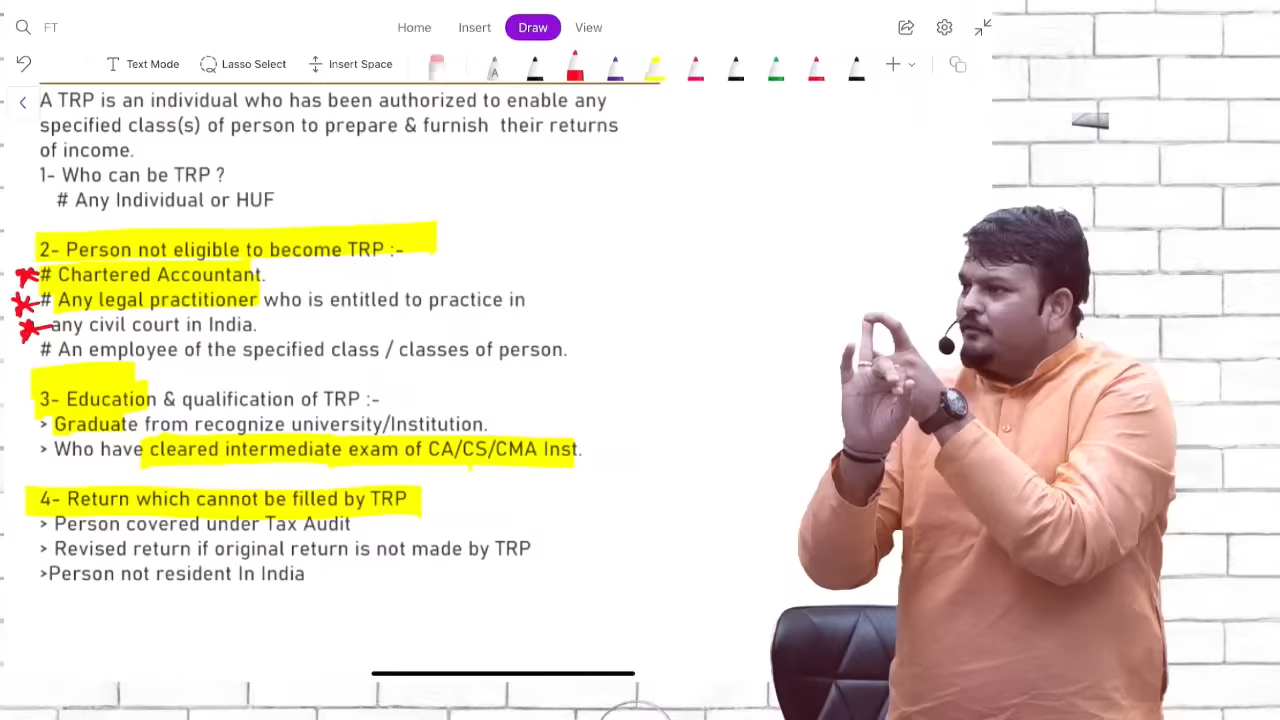 FT
Home Insert Draw View
Text Mode Lasso Select Insert Space
A TRP is an individual who has been authorized to enable any
specified class(s) of person to prepare & furnish their returns
of income.
1- Who can be TRP ?
# Any Individual or HUF
2- Person not eligible to become TRP :-
# Chartered Accountant.
# Any legal practitioner who is entitled to practice in
any civil court in India.
# An employee of the specified class / classes of person.
3- Education & qualification of TRP :-
> Graduate from recognize university/Institution.
> Who have cleared intermediate exam of CA/CS/CMA Inst.
4- Return which cannot be filled by TRP
> Person covered under Tax Audit
> Revised return if original return is not made by TRP
>Person not resident In India